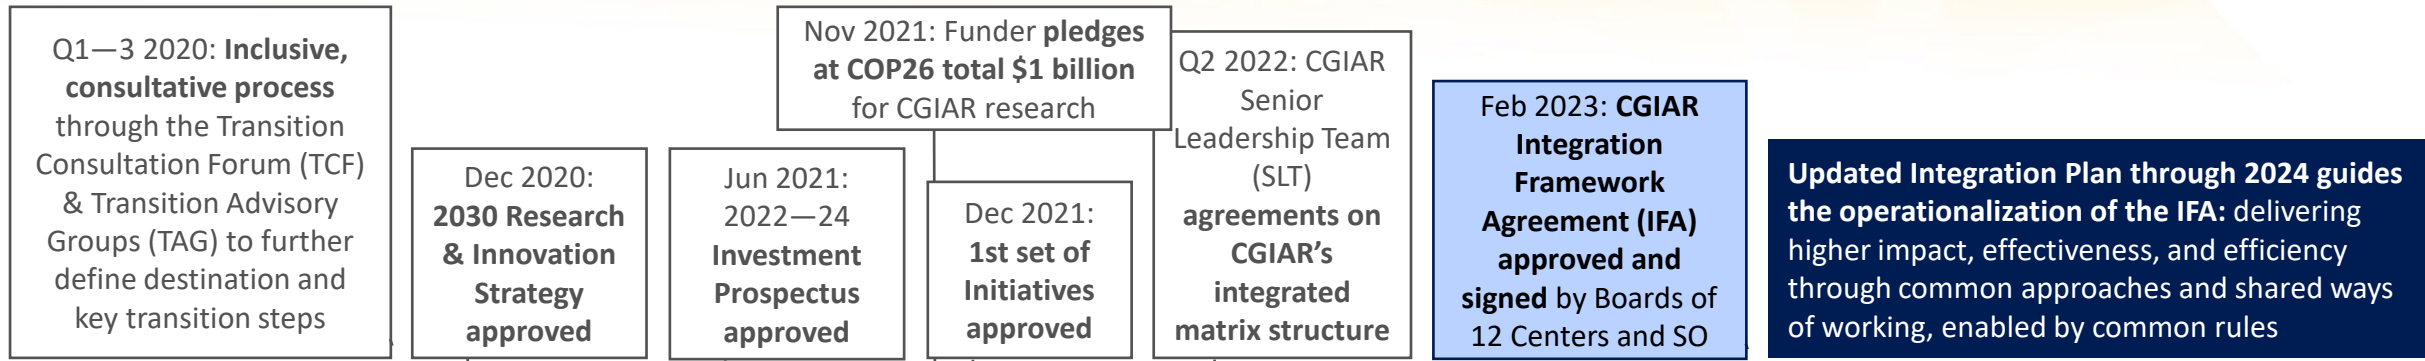 Q1—3 2020: Inclusive,
consultative process
through the Transition
Consultation Forum (TCF)
& Transition Advisory
Groups (TAG) to further
define destination and
key transition steps
Dec 2020:
2030 Research
& Innovation
Strategy
approved
Jun 2021:
2022—24
Investment
Prospectus
approved
Nov 2021: Funder pledges
at COP26 total $1 billion
for CGIAR research
Dec 2021:
1st set of
Initiatives
approved
Q2 2022: CGIAR
Senior
Leadership Team
(SLT)
agreements on
CGIAR’s
integrated
matrix structure
Feb 2023: CGIAR
Integration
Framework
Agreement (IFA)
approved and
signed by Boards of
12 Centers and SO
Updated Integration Plan through 2024 guides
the operationalization of the IFA: delivering
higher impact, effectiveness, and efficiency
through common approaches and shared ways
of working, enabled by common rules